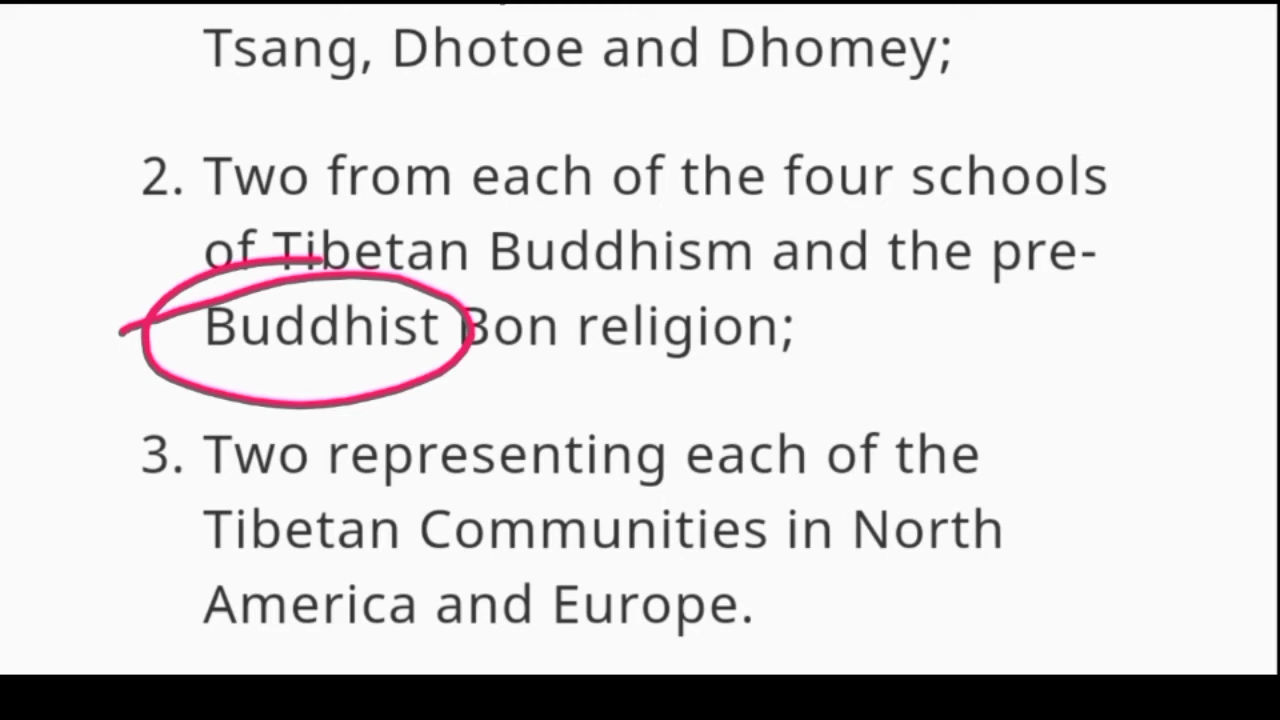 Tsang, Dhotoe and Dhomey;
2. Two from each of the four schools
of Tibetan Buddhism and the pre-
Buddhist Bon religion;
3. Two representing each of the
Tibetan Communities in North
America and Europe.